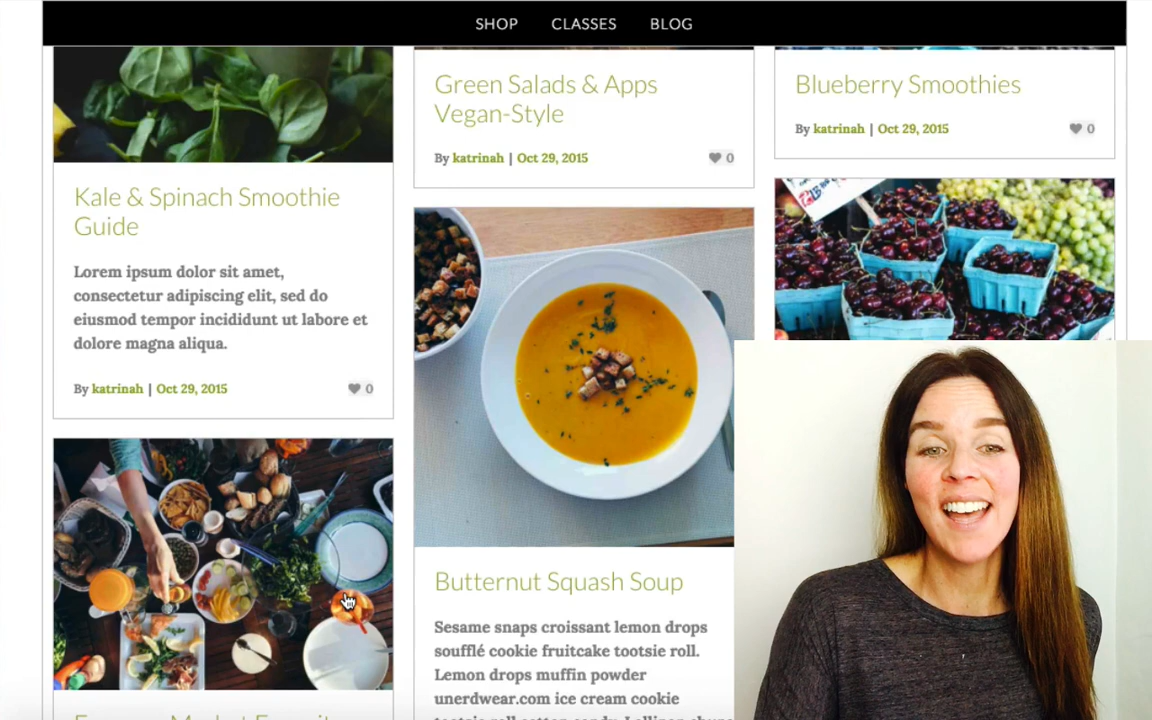 SHOP CLASSES BLOG
Kale & Spinach Smoothie
Guide
Lorem ipsum dolor sit amet,
consectetur adipiscing elit, sed do
eiusmod tempor incididunt ut labore et
dolore magna aliqua.
By katrinah | Oct 29, 2015
0
Green Salads & Apps
Vegan-Style
By katrinah | Oct 29, 2015
0
Butternut Squash Soup
Sesame snaps croissant lemon drops
soufflé cookie fruitcake tootsie roll.
Lemon drops muffin powder
unerdwear.com ice cream cookie
Blueberry Smoothies
By katrinah | Oct 29, 2015
0